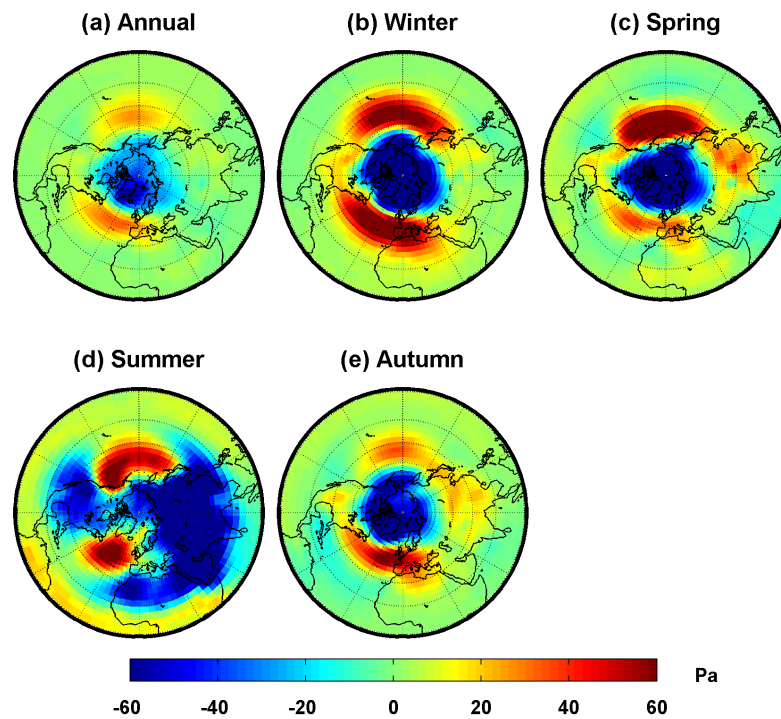 (a) Annual
(b) Winter
(c) Spring
(d) Summer
(e) Autumn
-60 -40 -20 0 20 40 60 Pa